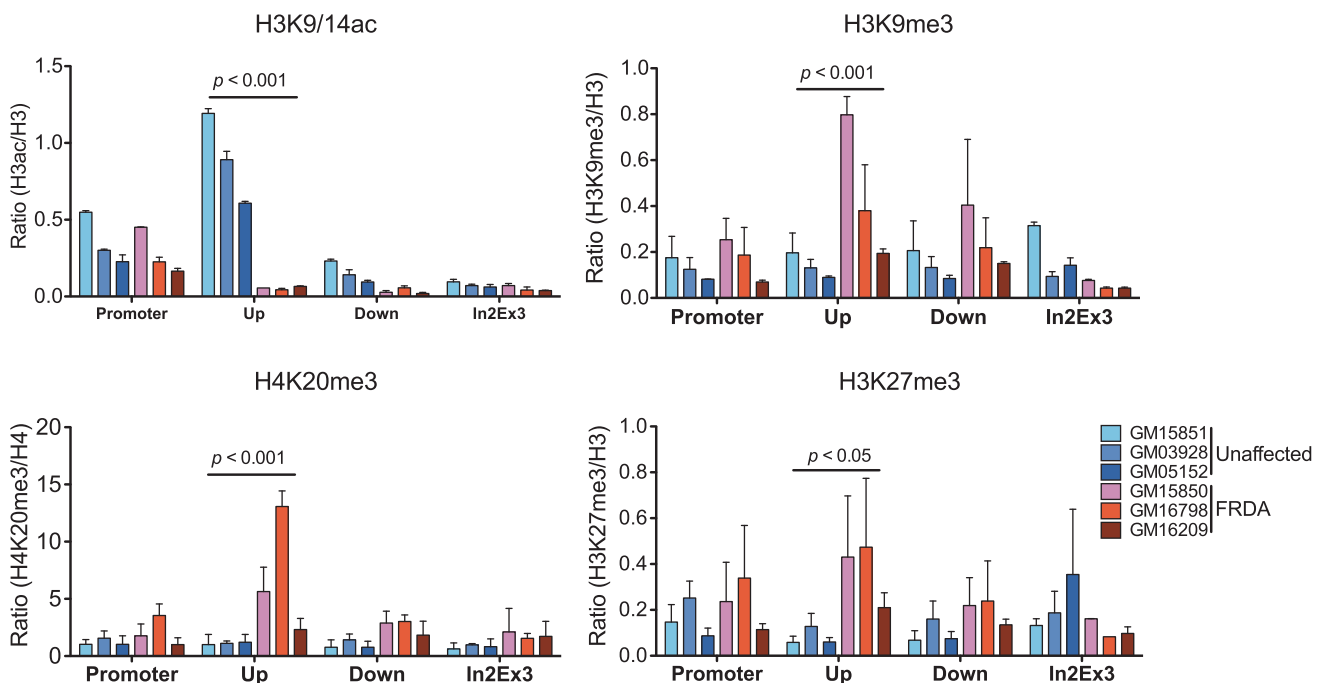 H3K9/14ac
Ratio (H3ac/H3)
1.5
1.0
0.5
0.0
p < 0.001
Promoter Up Down In2Ex3
H3K9me3
Ratio (H3K9me3/H3)
1.0
0.8
0.6
0.4
0.2
0.0
p < 0.001
Promoter Up Down In2Ex3
H4K20me3
Ratio (H4K20me3/H4)
20
15
10
5
0
p < 0.001
Promoter Up Down In2Ex3
H3K27me3
Ratio (H3K27me3/H3)
1.0
0.8
0.6
0.4
0.2
0.0
p < 0.05
Promoter Up Down In2Ex3
GM15851
GM03928
GM05152
Unaffected
GM15850
GM16798
GM16209
FRDA